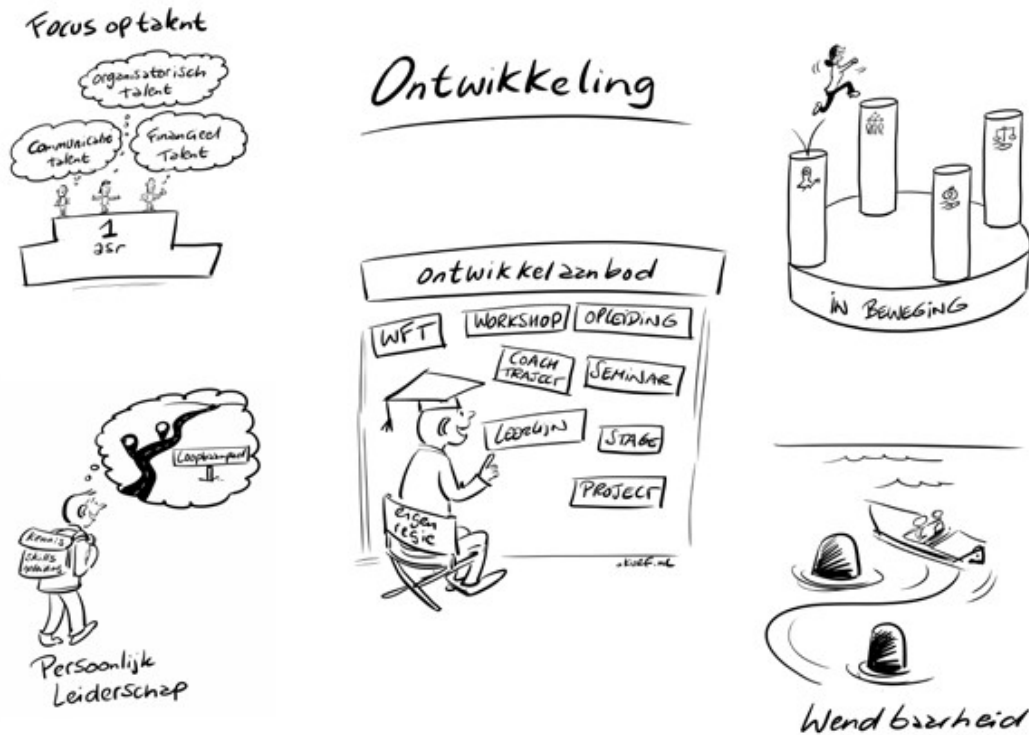 Focus op talent
organisatorisch
talent
Communicatie
talent
Financieel
Talent
1
asr
Ontwikkeling
ontwikkelaanbod
WFT
WORKSHOP
OPLEIDING
COACH
TRAJECT
SEMINAR
LEERLIJN
STAGE
PROJECT
eigen
regie
IN BEWEGING
Loopbaanpad
Kennis
Skills
Persoonlijk
Leiderschap
Wendbaarheid